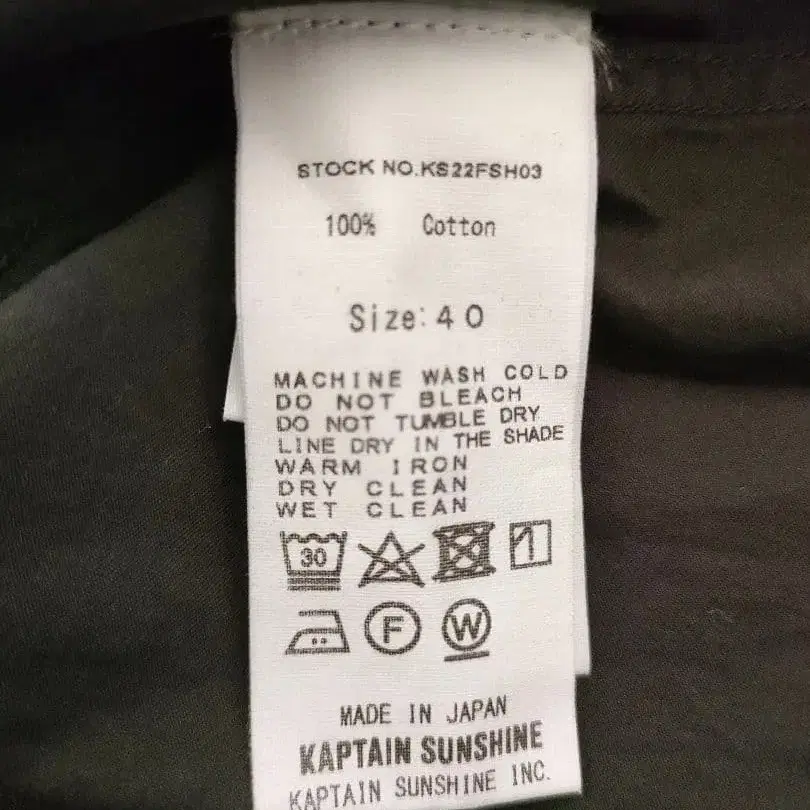 STOCK NO.KS22FSH03
100% Cotton
Size:40
MACHINE WASH COLD
DO NOT BLEACH
DO NOT TUMBLE DRY
LINE DRY IN THE SHADE
WARM IRON
DRY CLEAN
WET CLEAN
30
F W
MADE IN JAPAN
KAPTAIN SUNSHINE
KAPTAIN SUNSHINE INC.